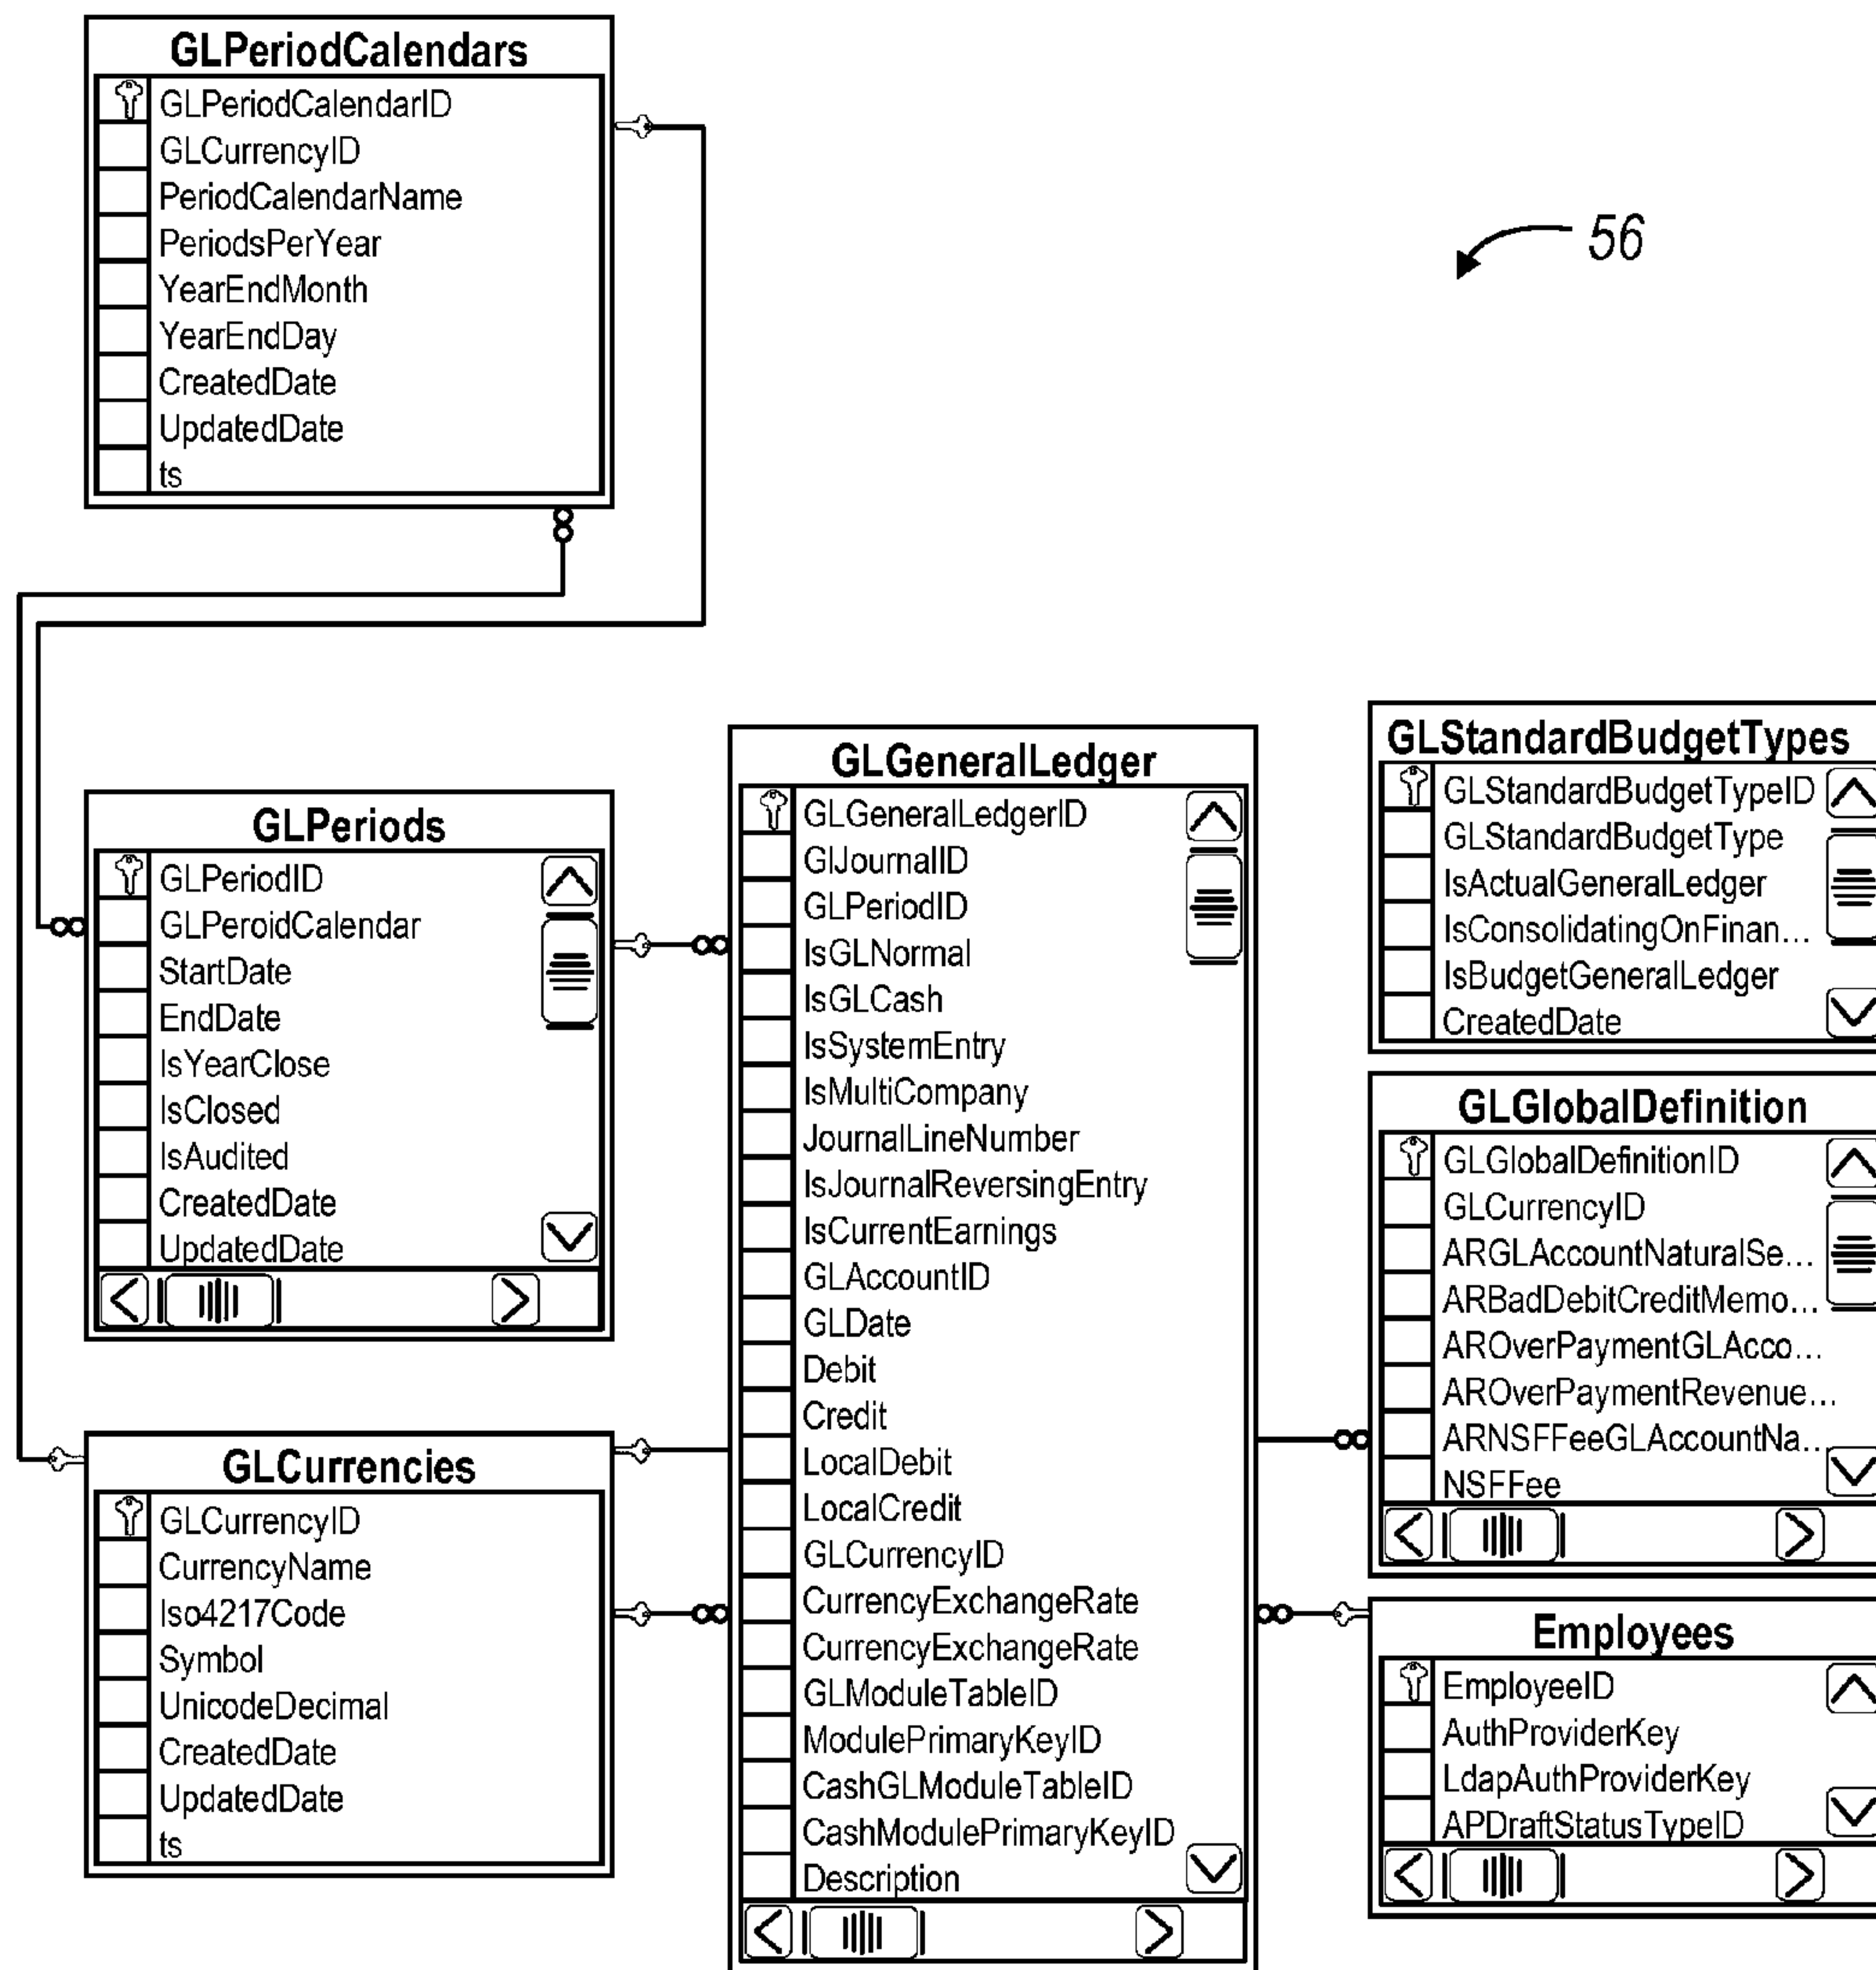 GLPeriodCalendars
GLPeriodCalendarID
GLCurrencyID
PeriodCalendarName
PeriodsPerYear
YearEndMonth
YearEndDay
CreatedDate
UpdatedDate
ts
56
GLPeriods
GLPeriodID
GLPeroidCalendar
StartDate
EndDate
IsYearClose
IsClosed
IsAudited
CreatedDate
UpdatedDate
GLCurrencies
GLCurrencyID
CurrencyName
Iso4217Code
Symbol
UnicodeDecimal
CreatedDate
UpdatedDate
ts
GLGeneralLedger
GLGeneralLedgerID
GlJournalID
GLPeriodID
IsGLNormal
IsGLCash
IsSystemEntry
IsMultiCompany
JournalLineNumber
IsJournalReversingEntry
IsCurrentEarnings
GLAccountID
GLDate
Debit
Credit
LocalDebit
LocalCredit
GLCurrencyID
CurrencyExchangeRate
CurrencyExchangeRate
GLModuleTableID
ModulePrimaryKeyID
CashGLModuleTableID
CashModulePrimaryKeyID
Description
GLStandardBudgetTypes
GLStandardBudgetTypeID
GLStandardBudgetType
IsActualGeneralLedger
IsConsolidatingOnFinan...
IsBudgetGeneralLedger
CreatedDate
GLGlobalDefinition
GLGlobalDefinitionID
GLCurrencyID
ARGLAccountNaturalSe...
ARBadDebitCreditMemo...
AROverPaymentGLAcco...
AROverPaymentRevenue...
ARNSFFeeGLAccountNa...
NSFFee
Employees
EmployeeID
AuthProviderKey
LdapAuthProviderKey
APDraftStatusTypeID